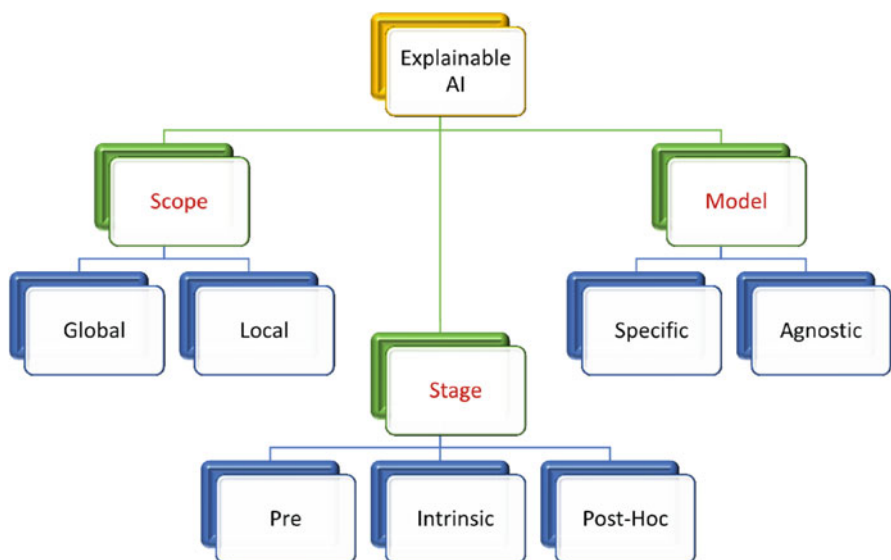 Explainable
AI
Scope
Model
Global
Local
Specific
Agnostic
Stage
Pre
Intrinsic
Post-Hoc